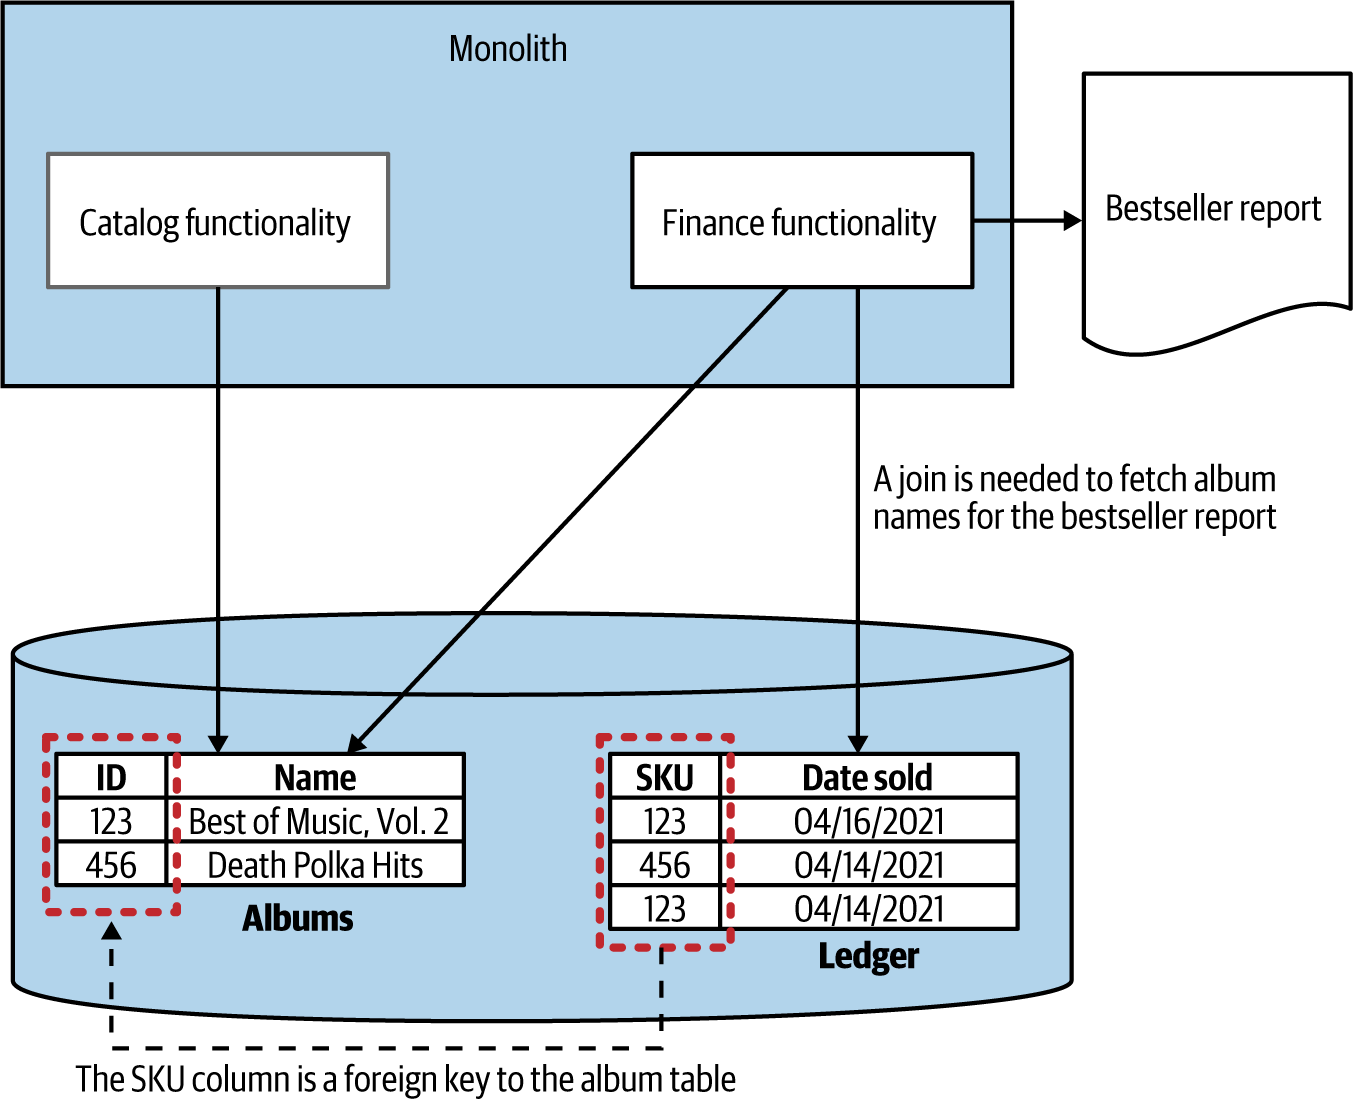 Monolith
Catalog functionality
Finance functionality
Bestseller report
A join is needed to fetch album
names for the bestseller report
ID Name
123 Best of Music, Vol. 2
456 Death Polka Hits
Albums
SKU Date sold
123 04/16/2021
456 04/14/2021
123 04/14/2021
Ledger
The SKU column is a foreign key to the album table